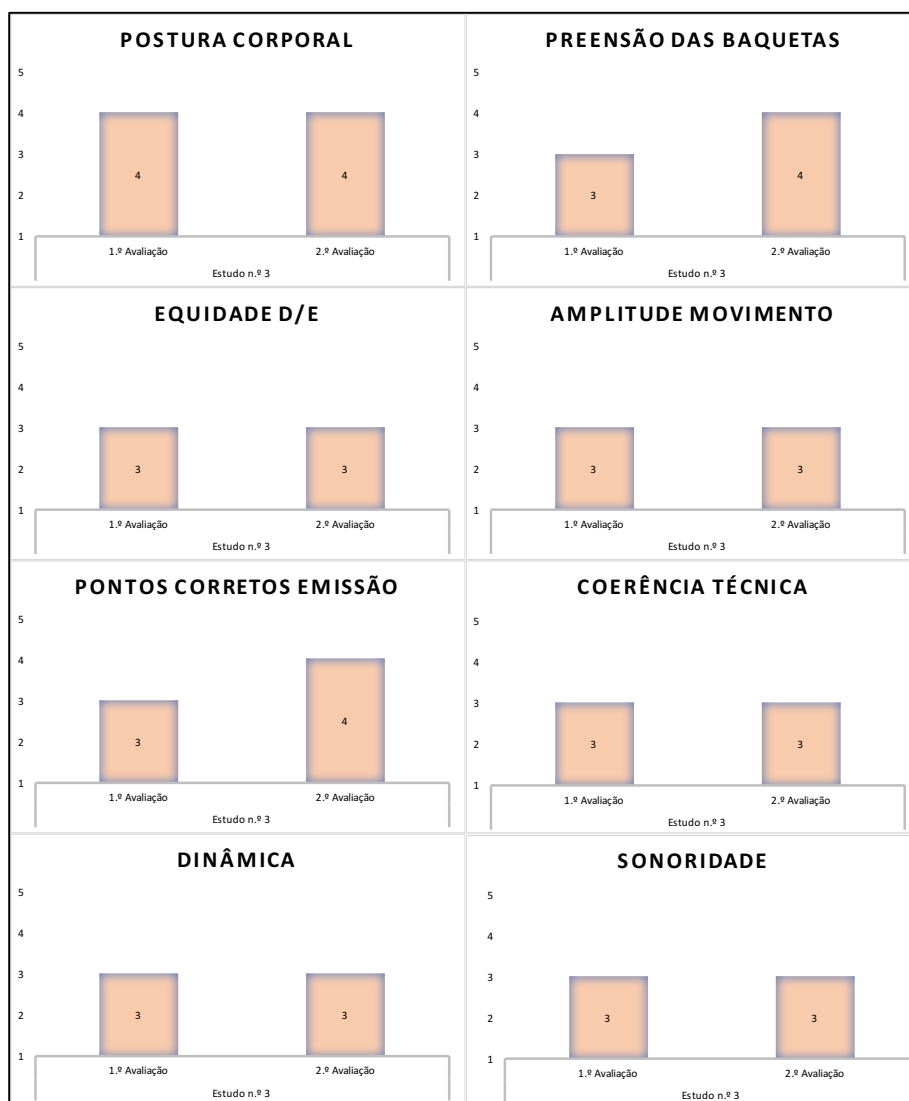 POSTURA CORPORAL
5
4
3
2
1
4
4
1.º Avaliação 2.º Avaliação
Estudo n.º 3
PREENSÃO DAS BAQUETAS
5
4
3
2
1
3
4
1.º Avaliação 2.º Avaliação
Estudo n.º 3
EQUIDADE D/E
5
4
3
2
1
3
3
1.º Avaliação 2.º Avaliação
Estudo n.º 3
AMPLITUDE MOVIMENTO
5
4
3
2
1
3
3
1.º Avaliação 2.º Avaliação
Estudo n.º 3
PONTOS CORRETOS EMISSÃO
5
4
3
2
1
3
4
1.º Avaliação 2.º Avaliação
Estudo n.º 3
COERÊNCIA TÉCNICA
5
4
3
2
1
3
3
1.º Avaliação 2.º Avaliação
Estudo n.º 3
DINÂMICA
5
4
3
2
1
3
3
1.º Avaliação 2.º Avaliação
Estudo n.º 3
SONORIDADE
5
4
3
2
1
3
3
1.º Avaliação 2.º Avaliação
Estudo n.º 3